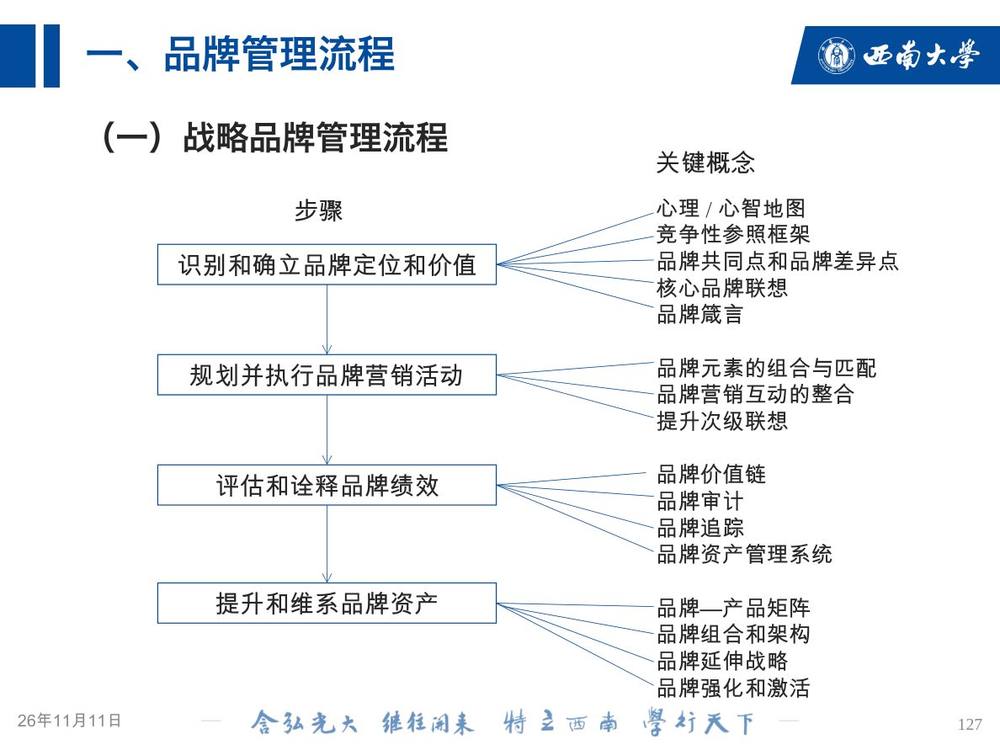 一、品牌管理流程
西南大学
（一）战略品牌管理流程
关键概念
步骤
心理 / 心智地图
竞争性参照框架
识别和确立品牌定位和价值
品牌共同点和品牌差异点
核心品牌联想
品牌箴言
规划并执行品牌营销活动
品牌元素的组合与匹配
品牌营销互动的整合
提升次级联想
评估和诠释品牌绩效
品牌价值链
品牌审计
品牌追踪
品牌资产管理系统
提升和维系品牌资产
品牌—产品矩阵
品牌组合和架构
品牌延伸战略
品牌强化和激活
26年11月11日
含弘光大 继往开来 特立西南 學行天下
127